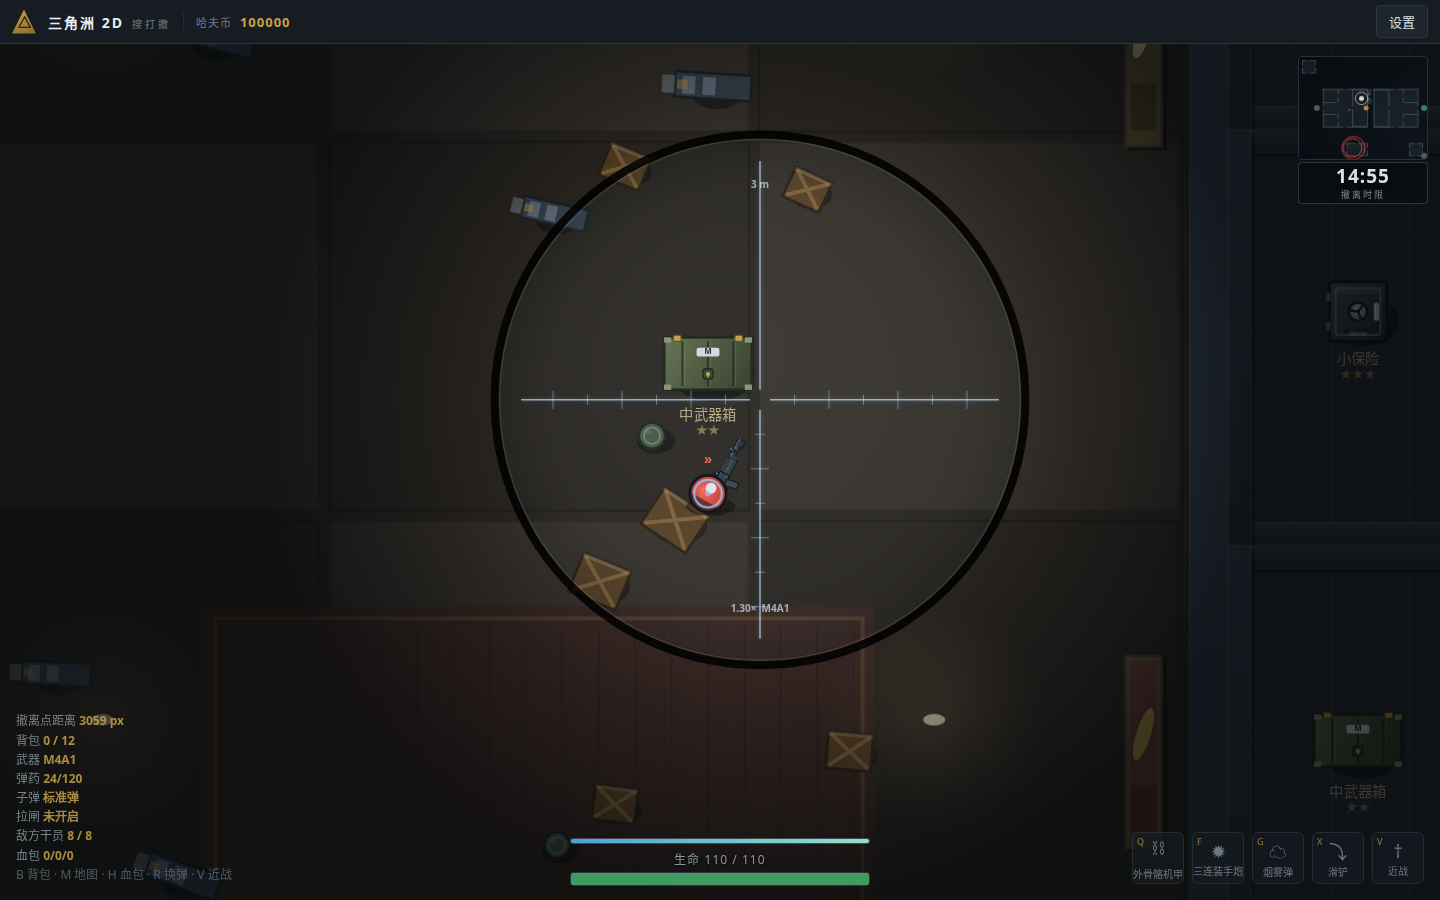 三角洲 2D 搜打撤 哈夫币 100000
设置
14:55
撤离时限
3 m
M
中武器箱
★★
»
1.30× M4A1
小保险
★★★
M
中武器箱
★★
撤离点距离 3059 px
背包 0 / 12
武器 M4A1
弹药 24/120
子弹 标准弹
拉闸 未开启
敌方干员 8 / 8
血包 0/0/0
B 背包 · M 地图 · H 血包 · R 换弹 · V 近战
生命 110 / 110
Q 外骨骼机甲
F 三连装手炮
G 烟雾弹
X 滑铲
V 近战